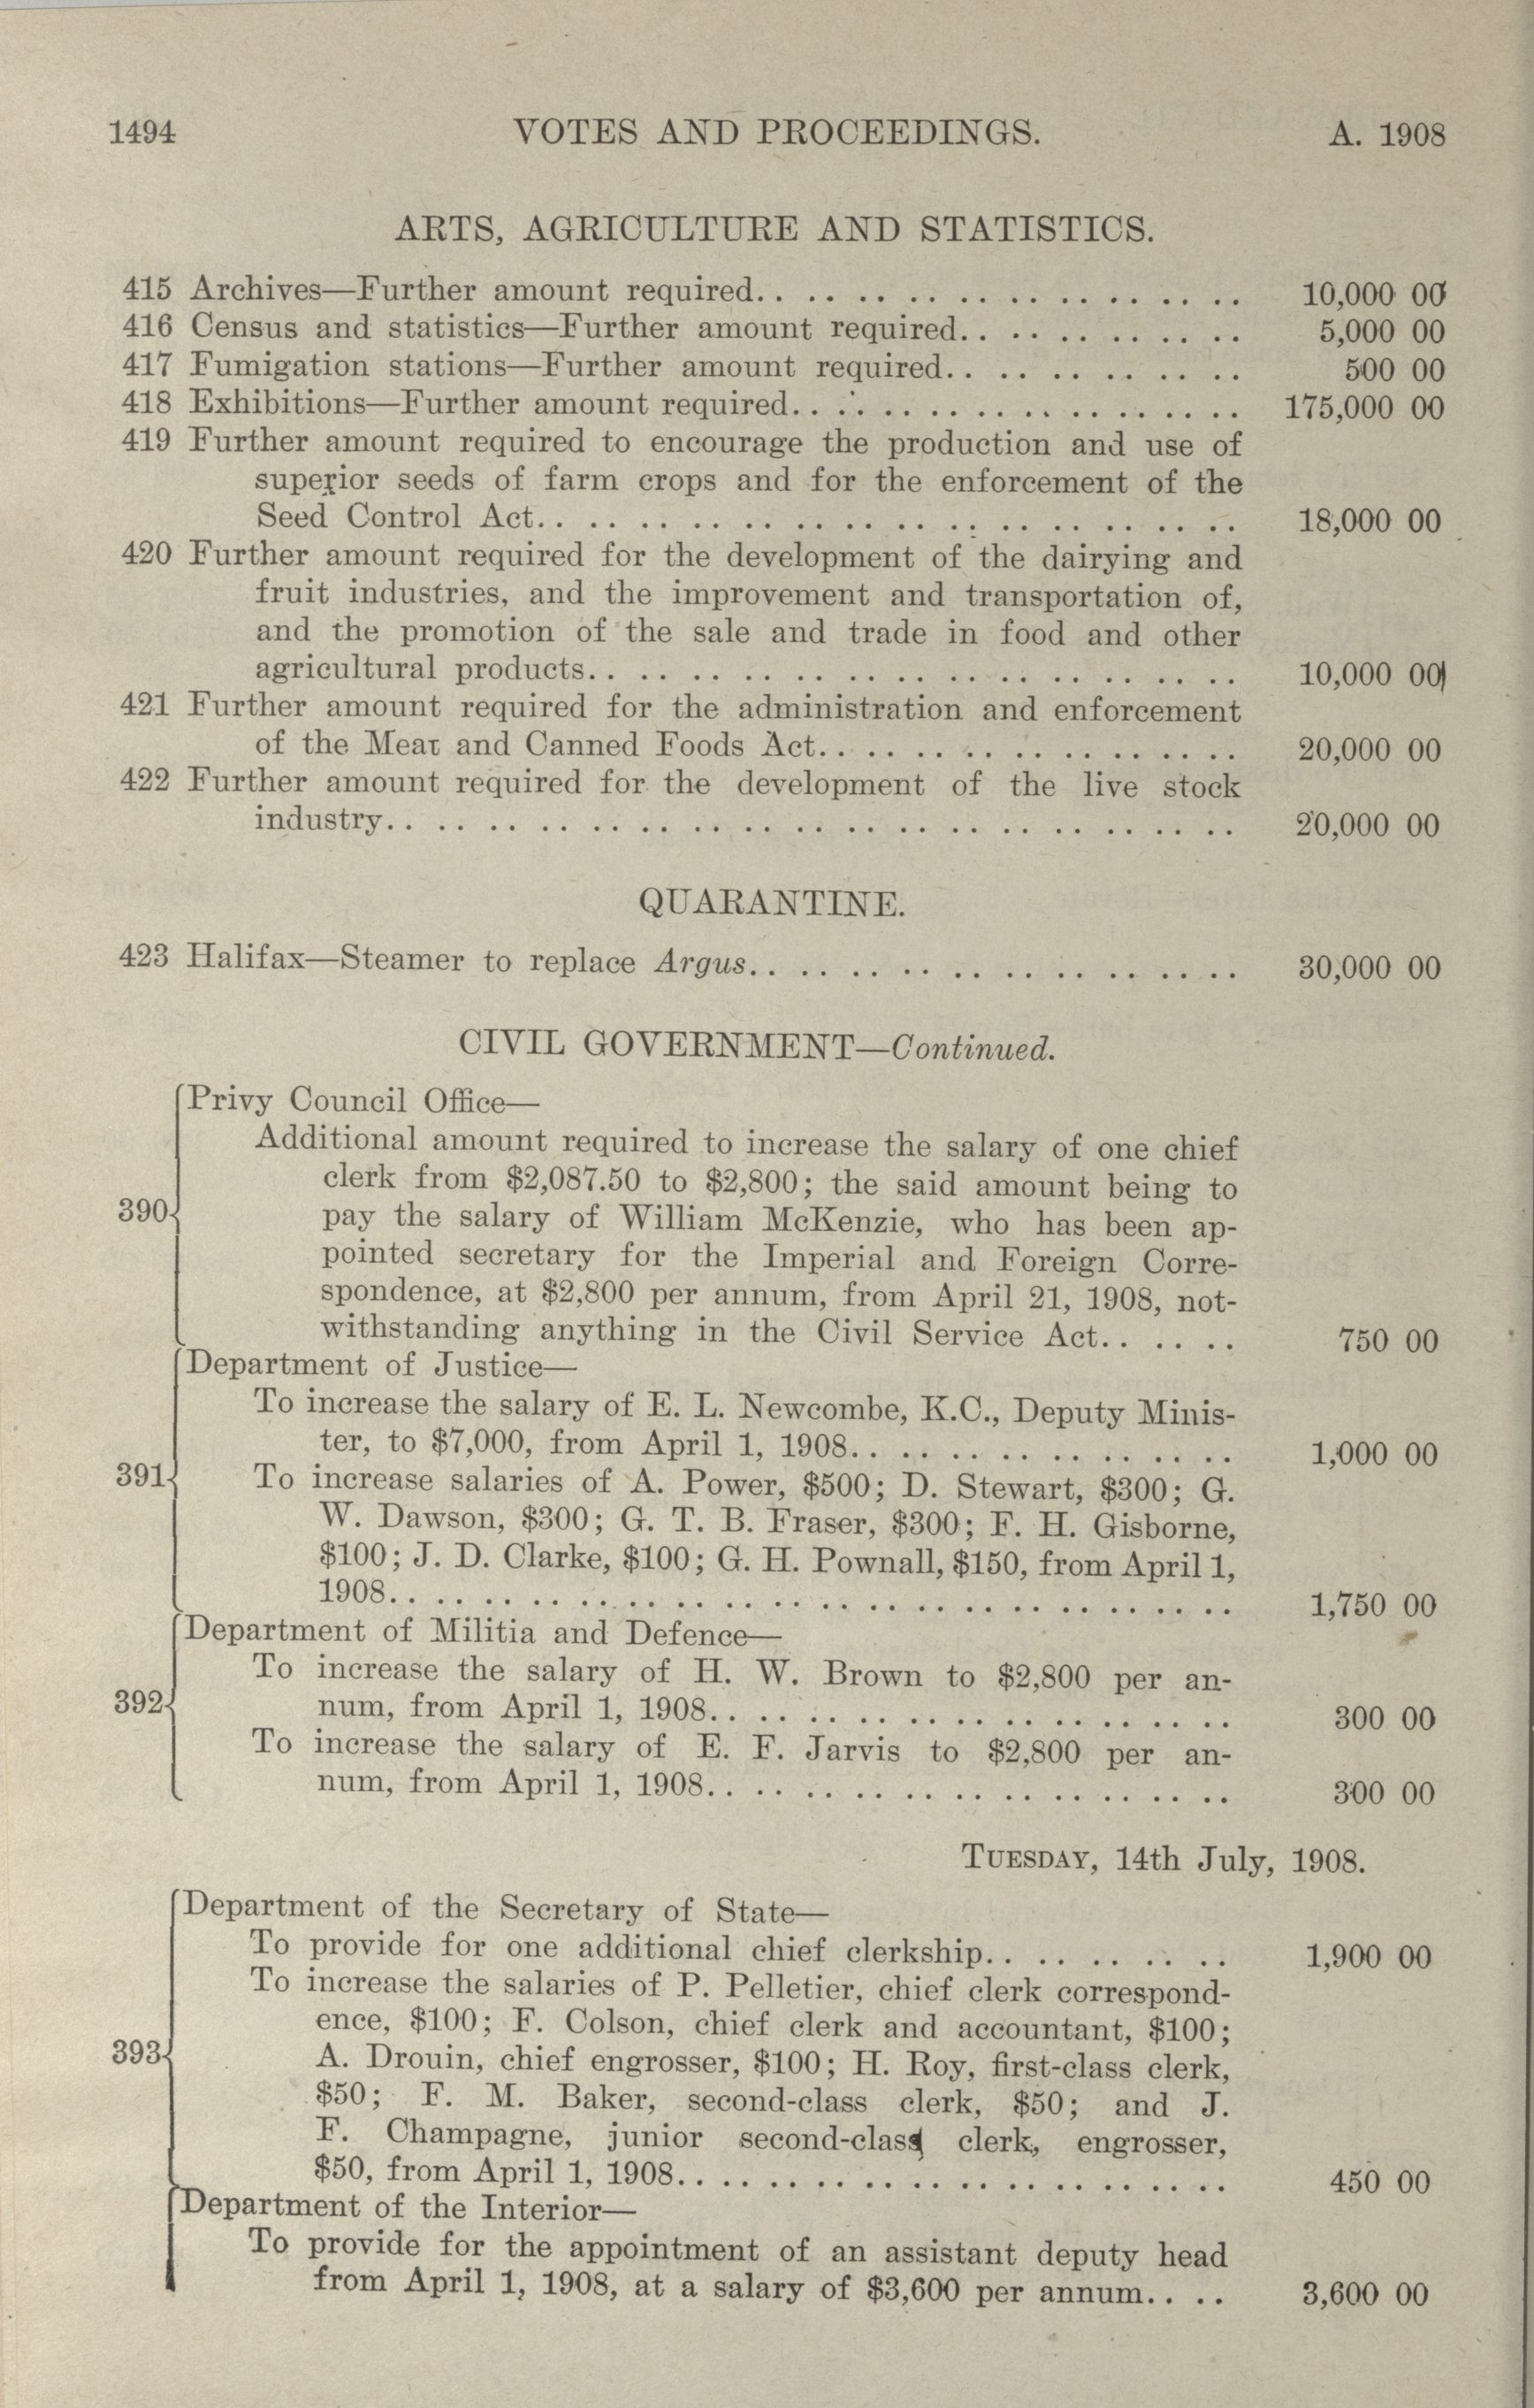 1494 VOTES AND PROCEEDINGS. A. 1908
ARTS, AGRICULTURE AND STATISTICS.
415 Archives—Further amount required. . . . . . . . . . . . . . . . . . . . 10,000 00
416 Census and statistics—Further amount required. . . . . . . . . . . . 5,000 00
417 Fumigation stations—Further amount required. . . . . . . . . . . . . 500 00
418 Exhibitions—Further amount required. . . . . . . . . . . . . . . . . . . 175,000 00
419 Further amount required to encourage the production and use of
superior seeds of farm crops and for the enforcement of the
Seed Control Act. . . . . . . . . . . . . . . . . . . . . . . . . . . . 18,000 00
420 Further amount required for the development of the dairying and
fruit industries, and the improvement and transportation of,
and the promotion of the sale and trade in food and other
agricultural products. . . . . . . . . . . . . . . . . . . . . . . . . . 10,000 00
421 Further amount required for the administration and enforcement
of the Meat and Canned Foods Act. . . . . . . . . . . . . . . . . 20,000 00
422 Further amount required for the development of the live stock
industry. . . . . . . . . . . . . . . . . . . . . . . . . . . . . . . . . . 20,000 00
QUARANTINE.
423 Halifax—Steamer to replace Argus. . . . . . . . . . . . . . . . . . . . 30,000 00
CIVIL GOVERNMENT—Continued.
Privy Council Office—
Additional amount required to increase the salary of one chief
clerk from $2,087.50 to $2,800; the said amount being to
390 pay the salary of William McKenzie, who has been ap-
pointed secretary for the Imperial and Foreign Corre-
spondence, at $2,800 per annum, from April 21, 1908, not-
withstanding anything in the Civil Service Act. . . . . . 750 00
Department of Justice—
To increase the salary of E. L. Newcombe, K.C., Deputy Minis-
ter, to $7,000, from April 1, 1908. . . . . . . . . . . . . . . . 1,000 00
391 To increase salaries of A. Power, $500; D. Stewart, $300; G.
W. Dawson, $300; G. T. B. Fraser, $300; F. H. Gisborne,
$100; J. D. Clarke, $100; G. H. Pownall, $150, from April 1,
1908. . . . . . . . . . . . . . . . . . . . . . . . . . . . . . . . . . . 1,750 00
Department of Militia and Defence—
To increase the salary of H. W. Brown to $2,800 per an-
392 num, from April 1, 1908. . . . . . . . . . . . . . . . . . . . . . 300 00
To increase the salary of E. F. Jarvis to $2,800 per an-
num, from April 1, 1908. . . . . . . . . . . . . . . . . . . . . . 300 00
TUESDAY, 14th July, 1908.
Department of the Secretary of State—
To provide for one additional chief clerkship. . . . . . . . . . 1,900 00
To increase the salaries of P. Pelletier, chief clerk correspond-
ence, $100; F. Colson, chief clerk and accountant, $100;
393 A. Drouin, chief engrosser, $100; H. Roy, first-class clerk,
$50; F. M. Baker, second-class clerk, $50; and J.
F. Champagne, junior second-class clerk, engrosser,
$50, from April 1, 1908. . . . . . . . . . . . . . . . . . . . . . . 450 00
Department of the Interior—
To provide for the appointment of an assistant deputy head
from April 1, 1908, at a salary of $3,600 per annum. . . . 3,600 00